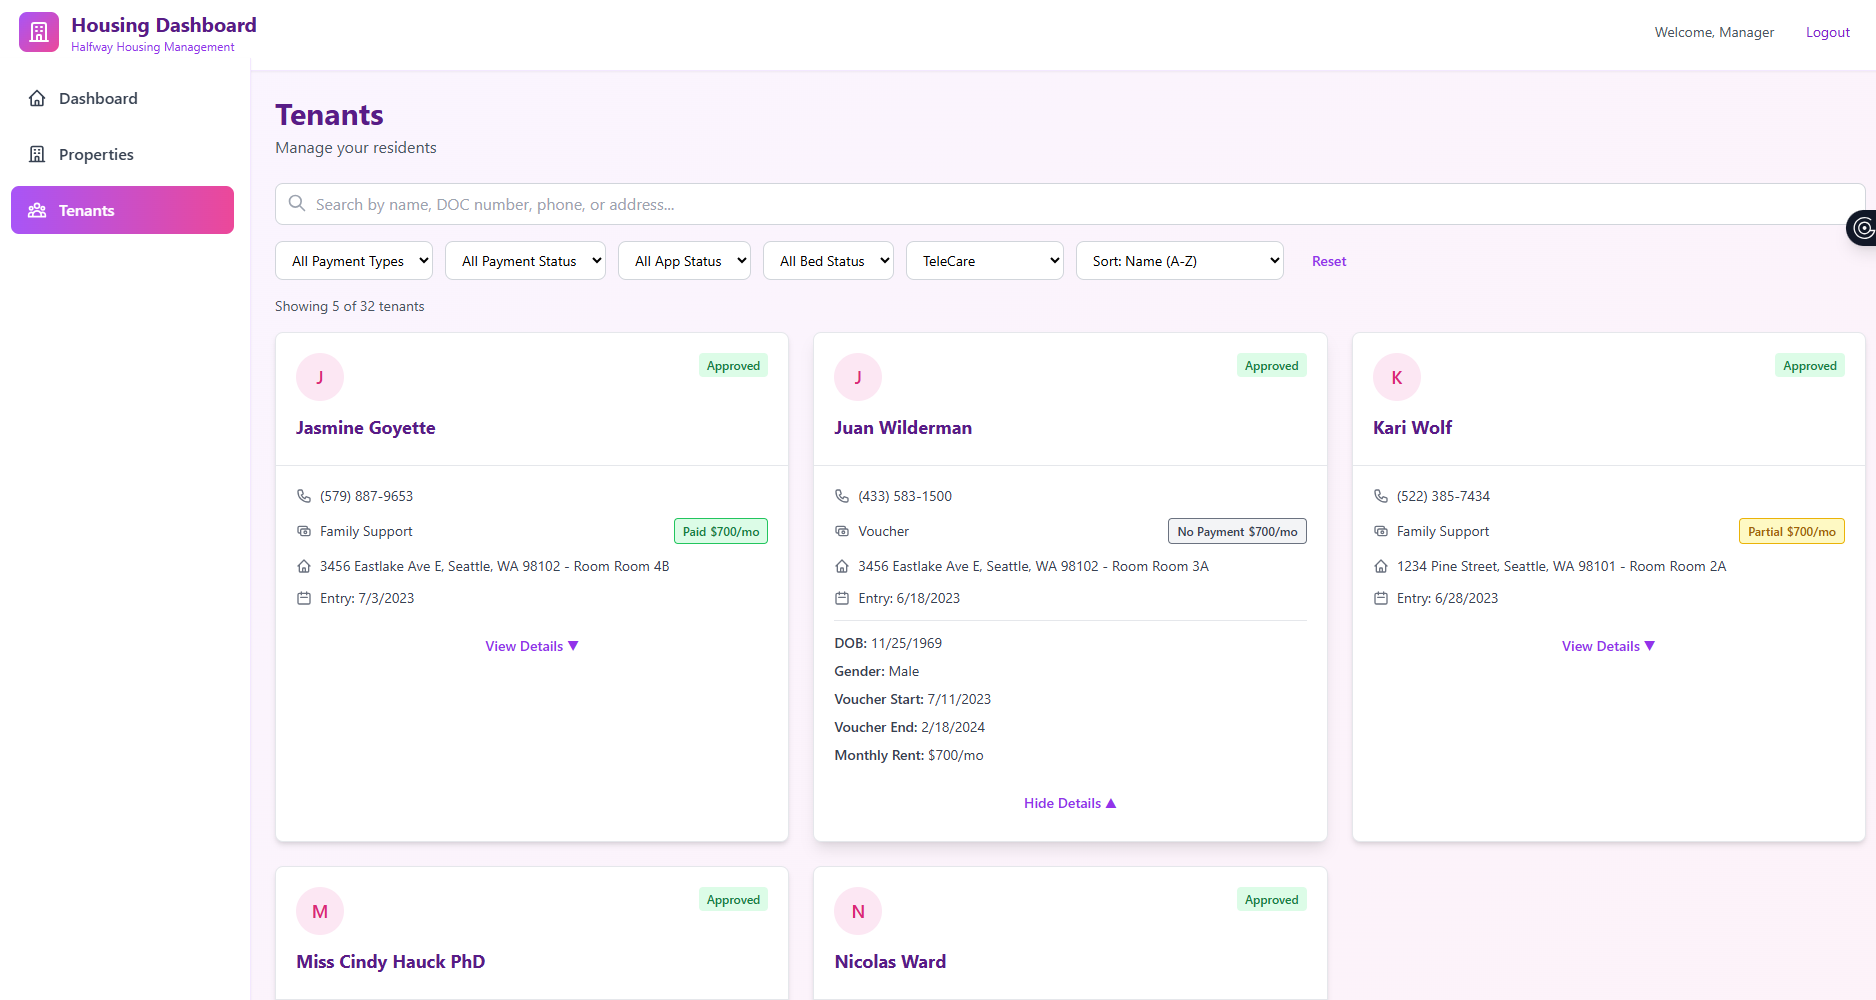 Housing Dashboard
Halfway Housing Management
Welcome, Manager
Logout
Dashboard
Properties
Tenants
Tenants
Manage your residents
Search by name, DOC number, phone, or address...
All Payment Types
All Payment Status
All App Status
All Bed Status
TeleCare
Sort: Name (A-Z)
Reset
Showing 5 of 32 tenants
J
Approved
Jasmine Goyette
(579) 887-9653
Family Support
Paid $700/mo
3456 Eastlake Ave E, Seattle, WA 98102 - Room Room 4B
Entry: 7/3/2023
View Details ▼
J
Approved
Juan Wilderman
(433) 583-1500
Voucher
No Payment $700/mo
3456 Eastlake Ave E, Seattle, WA 98102 - Room Room 3A
Entry: 6/18/2023
DOB: 11/25/1969
Gender: Male
Voucher Start: 7/11/2023
Voucher End: 2/18/2024
Monthly Rent: $700/mo
Hide Details ▲
K
Approved
Kari Wolf
(522) 385-7434
Family Support
Partial $700/mo
1234 Pine Street, Seattle, WA 98101 - Room Room 2A
Entry: 6/28/2023
View Details ▼
M
Approved
Miss Cindy Hauck PhD
N
Approved
Nicolas Ward